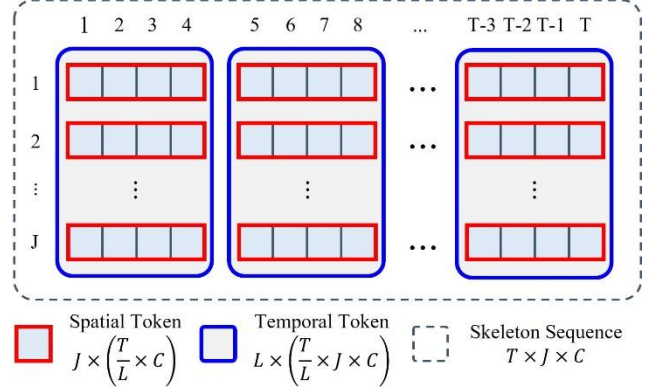 1 2 3 4 5 6 7 8 ... T-3 T-2 T-1 T
1 ...
2 ...
⋮ ⋮ ⋮ ⋮
J ...
Spatial Token Temporal Token Skeleton Sequence
J × (T/L × C) L × (T/L × J × C) T × J × C